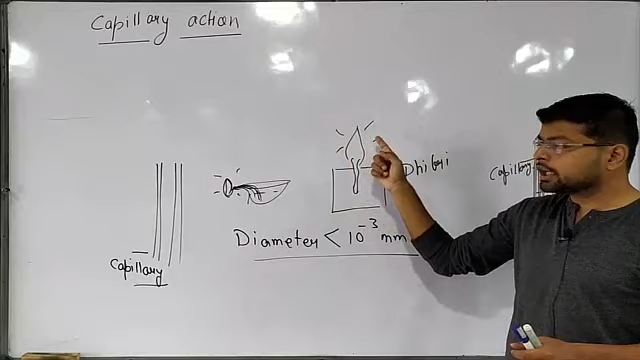 Capillary action
Dhibri
Capillary
Diameter < 10⁻³ mm
Capillary